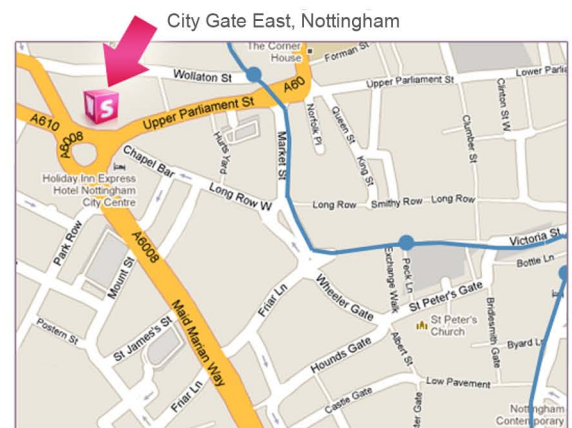 City Gate East, Nottingham
The Corner
House
Forman St
Wollaton St
A60
Upper Parliament St
Lower Parli
A610
A6008
Upper Parliament St
S
Norfolk Pl
Queen St
King St
Clinton St W
Clumber St
Hurts Yard
Market St
Chapel Bar
Holiday Inn Express
Hotel Nottingham
City Centre
Long Row W
Long Row
Smithy Row
Long Row
Park Row
A6008
Victoria St
Bottle Ln
Mount St
Exchange Walk
Peck Ln
Wheeler Gate
St Peter's Gate
Friar Ln
Maid Marian Way
St Peter's
Church
Bridlesmith Gate
Postern St
St James's St
Albert St
Byard Ln
Hounds Gate
Low Pavement
Friar Ln
Castle Gate
ter Gate
Nottingham
Contemporary